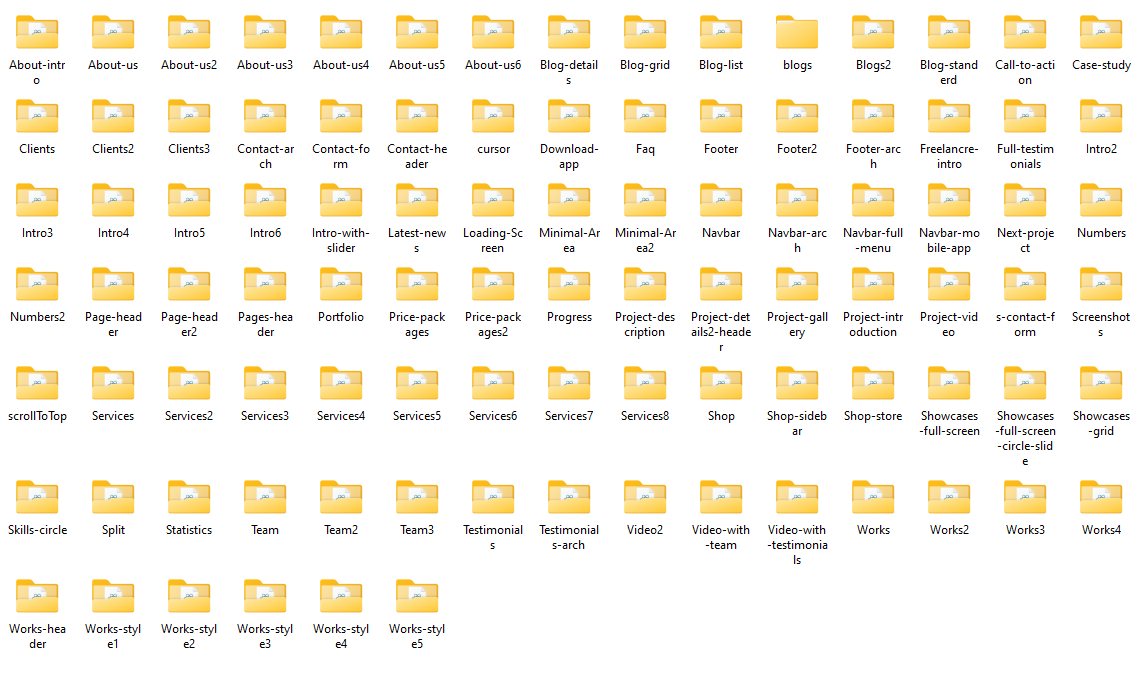 About-intro About-us About-us2 About-us3 About-us4 About-us5 About-us6 Blog-details Blog-grid Blog-list blogs Blogs2 Blog-standerd Call-to-action Case-study
Clients Clients2 Clients3 Contact-arch Contact-form Contact-header cursor Download-app Faq Footer Footer2 Footer-arch Freelancre-intro Full-testimonials Intro2
Intro3 Intro4 Intro5 Intro6 Intro-with-slider Latest-news Loading-Screen Minimal-Area Minimal-Area2 Navbar Navbar-arch Navbar-full-menu Navbar-mobile-app Next-project Numbers
Numbers2 Page-header Page-header2 Pages-header Portfolio Price-packages Price-packages2 Progress Project-description Project-details2-header Project-gallery Project-introduction Project-video s-contact-form Screenshots
scrollToTop Services Services2 Services3 Services4 Services5 Services6 Services7 Services8 Shop Shop-sidebar Shop-store Showcases-full-screen Showcases-full-screen-circle-slide Showcases-grid
Skills-circle Split Statistics Team Team2 Team3 Testimonials Testimonials-arch Video2 Video-with-team Video-with-testimonials Works Works2 Works3 Works4
Works-header Works-style1 Works-style2 Works-style3 Works-style4 Works-style5